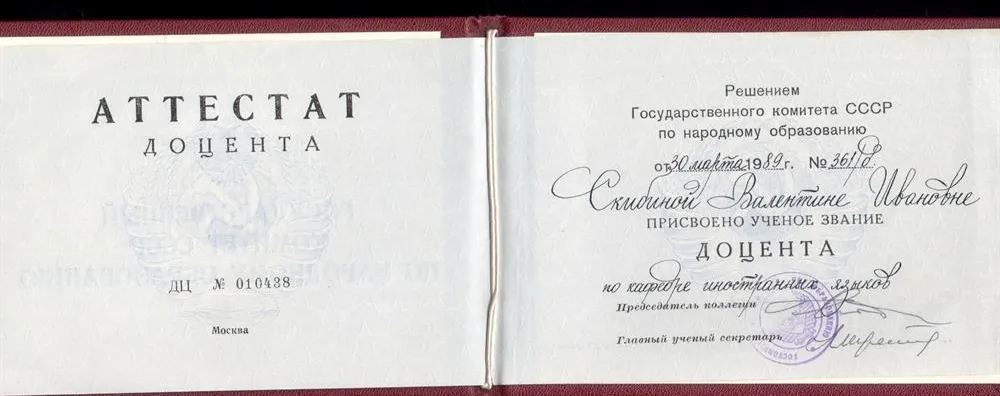 АТТЕСТАТ
ДОЦЕНТА
ДЦ № 010438
Москва
Решением
Государственного комитета СССР
по народному образованию
от 30 марта 1989 г. № 361/д
Скибиной Валентине Ивановне
ПРИСВОЕНО УЧЕНОЕ ЗВАНИЕ
ДОЦЕНТА
по кафедре иностранных языков
Председатель коллегии
Главный ученый секретарь